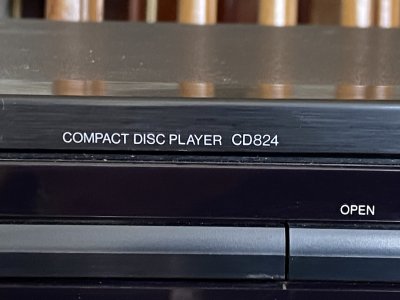 COMPACT DISC PLAYER CD824
OPEN